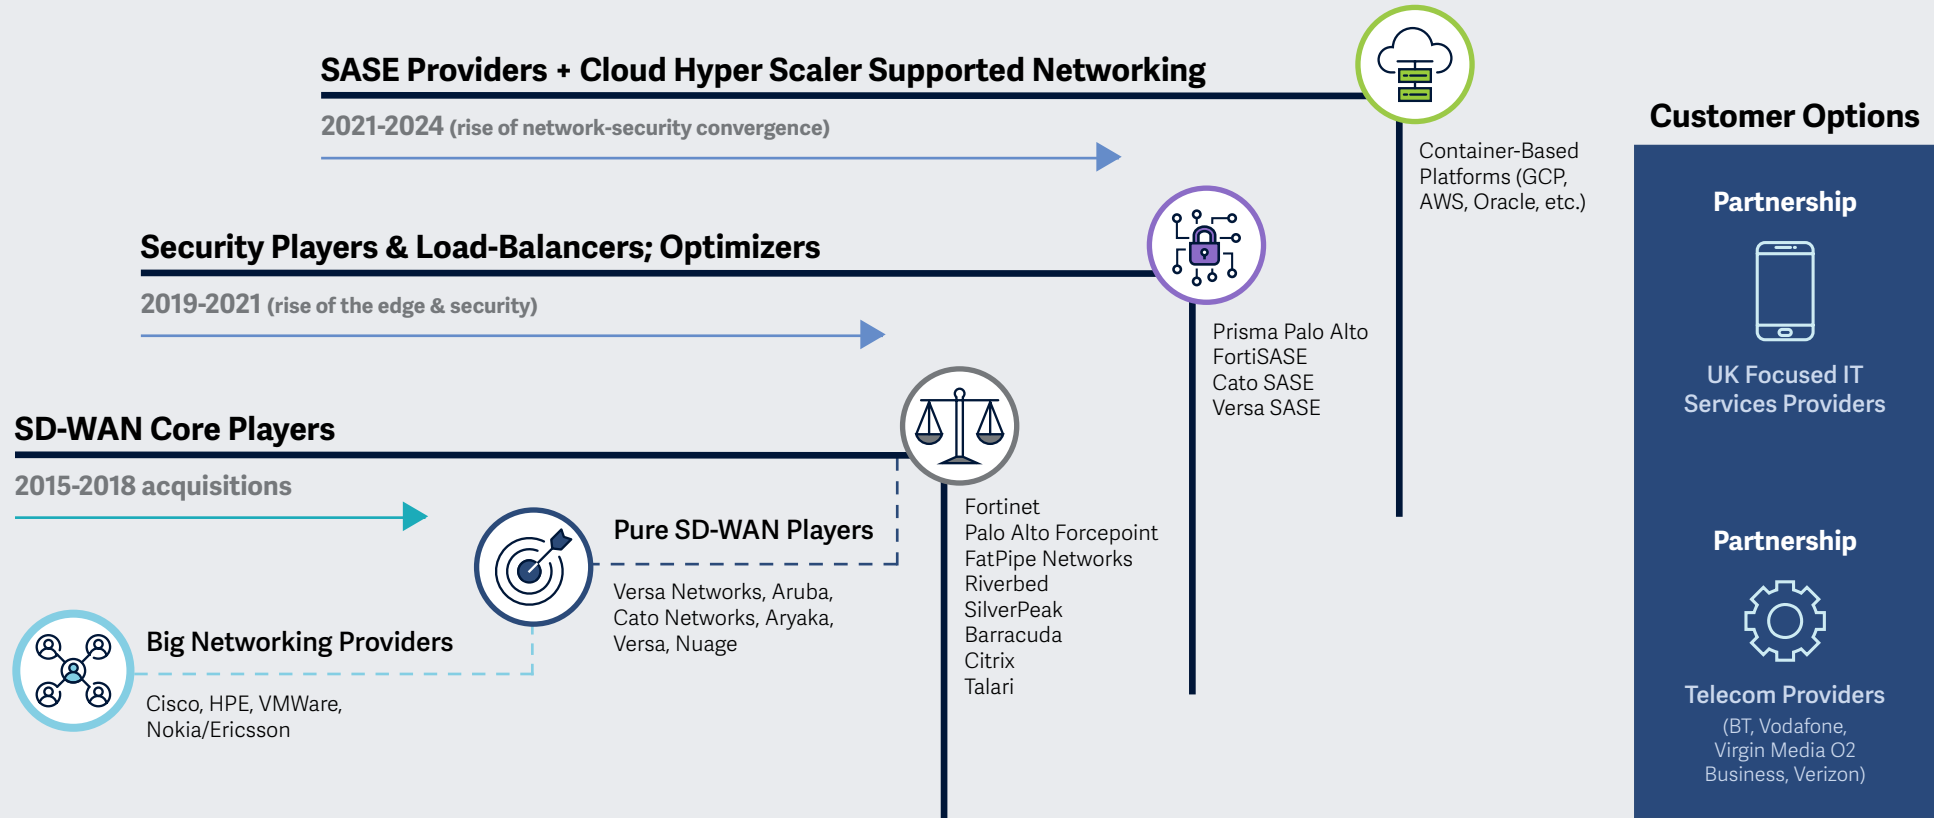 SASE Providers + Cloud Hyper Scaler Supported Networking
2021-2024 (rise of network-security convergence)
Container-Based
Platforms (GCP,
AWS, Oracle, etc.)
Security Players & Load-Balancers; Optimizers
2019-2021 (rise of the edge & security)
Prisma Palo Alto
FortiSASE
Cato SASE
Versa SASE
SD-WAN Core Players
2015-2018 acquisitions
Fortinet
Palo Alto Forcepoint
FatPipe Networks
Riverbed
SilverPeak
Barracuda
Citrix
Talari
Pure SD-WAN Players
Versa Networks, Aruba,
Cato Networks, Aryaka,
Versa, Nuage
Big Networking Providers
Cisco, HPE, VMWare,
Nokia/Ericsson
Customer Options
Partnership
UK Focused IT
Services Providers
Partnership
Telecom Providers
(BT, Vodafone,
Virgin Media O2
Business, Verizon)